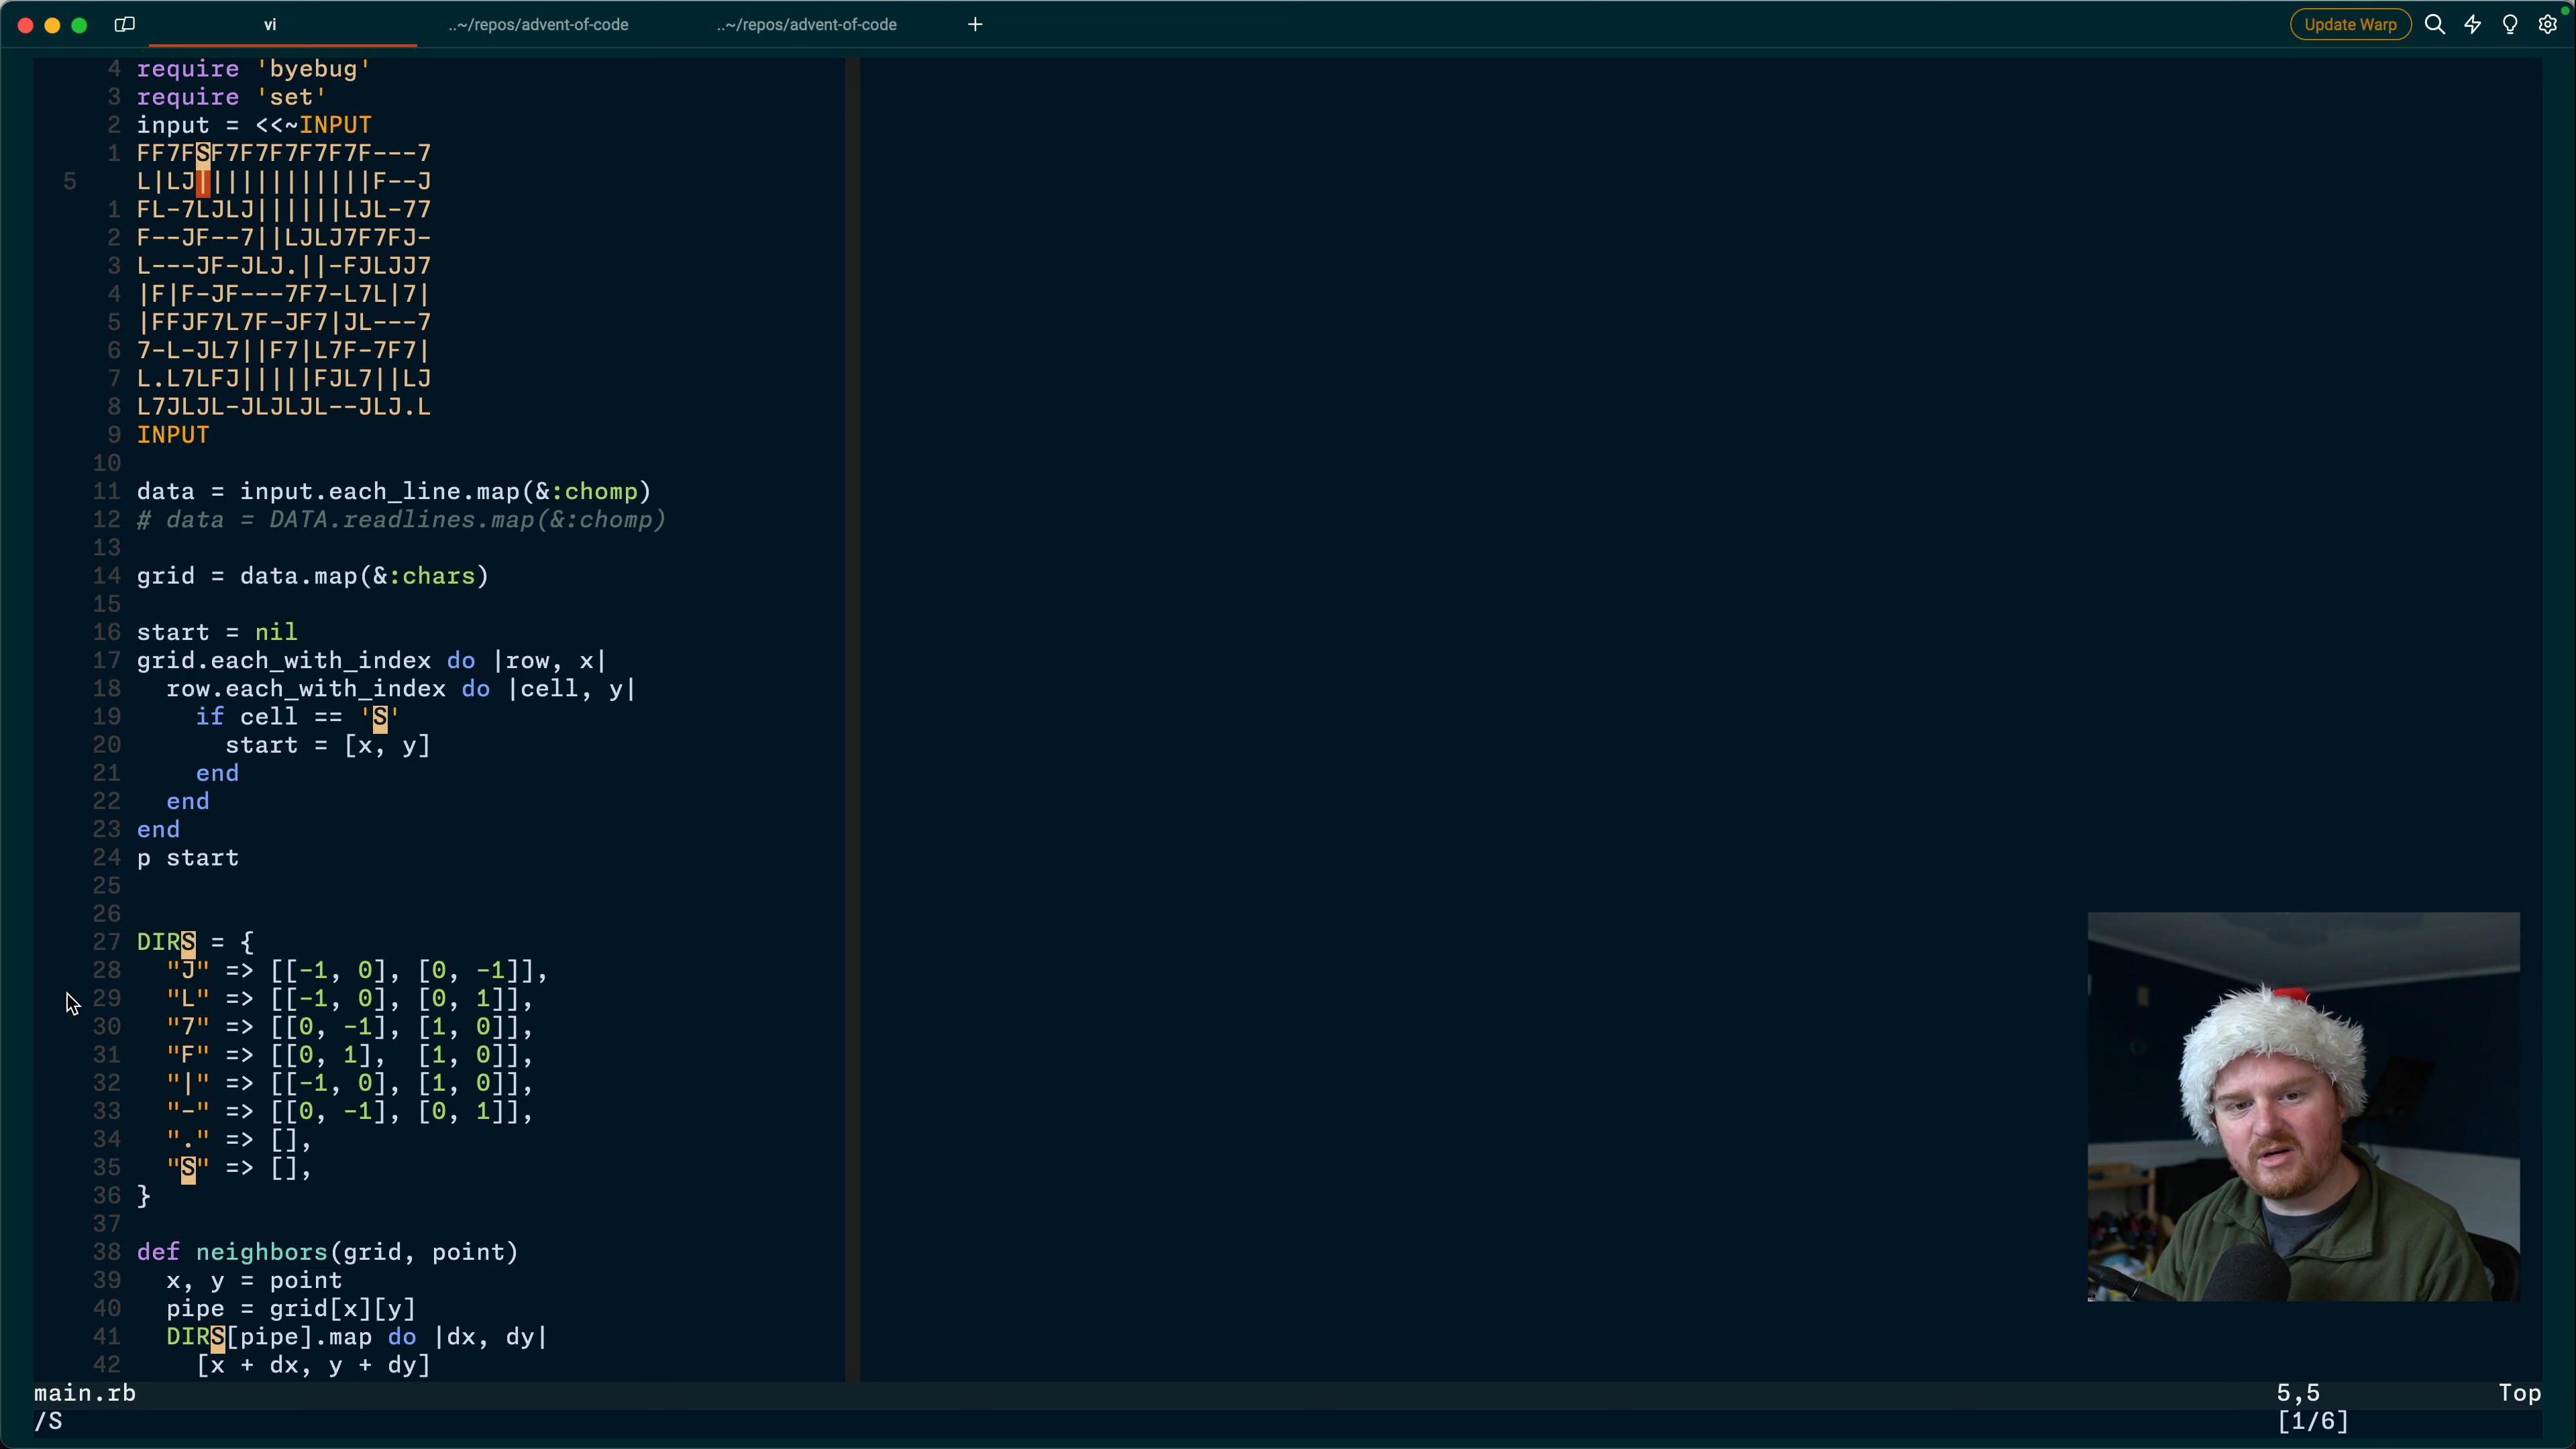 vi
..~/repos/advent-of-code
..~/repos/advent-of-code
+
Update Warp
4 require 'byebug'
3 require 'set'
2 input = <<~INPUT
1 FF7FSF7F7F7F7F7F---7
5 L|LJ||||||||||||F--J
1 FL-7LJLJ||||||LJL-77
2 F--JF--7||LJLJ7F7FJ-
3 L---JF-JLJ.||-FJLJJ7
4 |F|F-JF---7F7-L7L|7|
5 |FFJF7L7F-JF7|JL---7
6 7-L-JL7||F7|L7F-7F7|
7 L.L7LFJ|||||FJL7||LJ
8 L7JLJL-JLJLJL--JLJ.L
9 INPUT
10
11 data = input.each_line.map(&:chomp)
12 # data = DATA.readlines.map(&:chomp)
13
14 grid = data.map(&:chars)
15
16 start = nil
17 grid.each_with_index do |row, x|
18   row.each_with_index do |cell, y|
19     if cell == 'S'
20       start = [x, y]
21     end
22   end
23 end
24 p start
25
26
27 DIRS = {
28   "J" => [[-1, 0], [0, -1]],
29   "L" => [[-1, 0], [0, 1]],
30   "7" => [[0, -1], [1, 0]],
31   "F" => [[0, 1],  [1, 0]],
32   "|" => [[-1, 0], [1, 0]],
33   "-" => [[0, -1], [0, 1]],
34   "." => [],
35   "S" => [],
36 }
37
38 def neighbors(grid, point)
39   x, y = point
40   pipe = grid[x][y]
41   DIRS[pipe].map do |dx, dy|
42     [x + dx, y + dy]
main.rb 5,5 Top
/S [1/6]